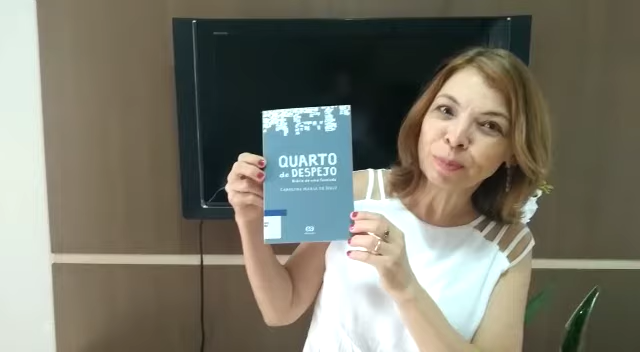 QUARTO
de DESPEJO
Diário de uma favelada
CAROLINA MARIA DE JESUS